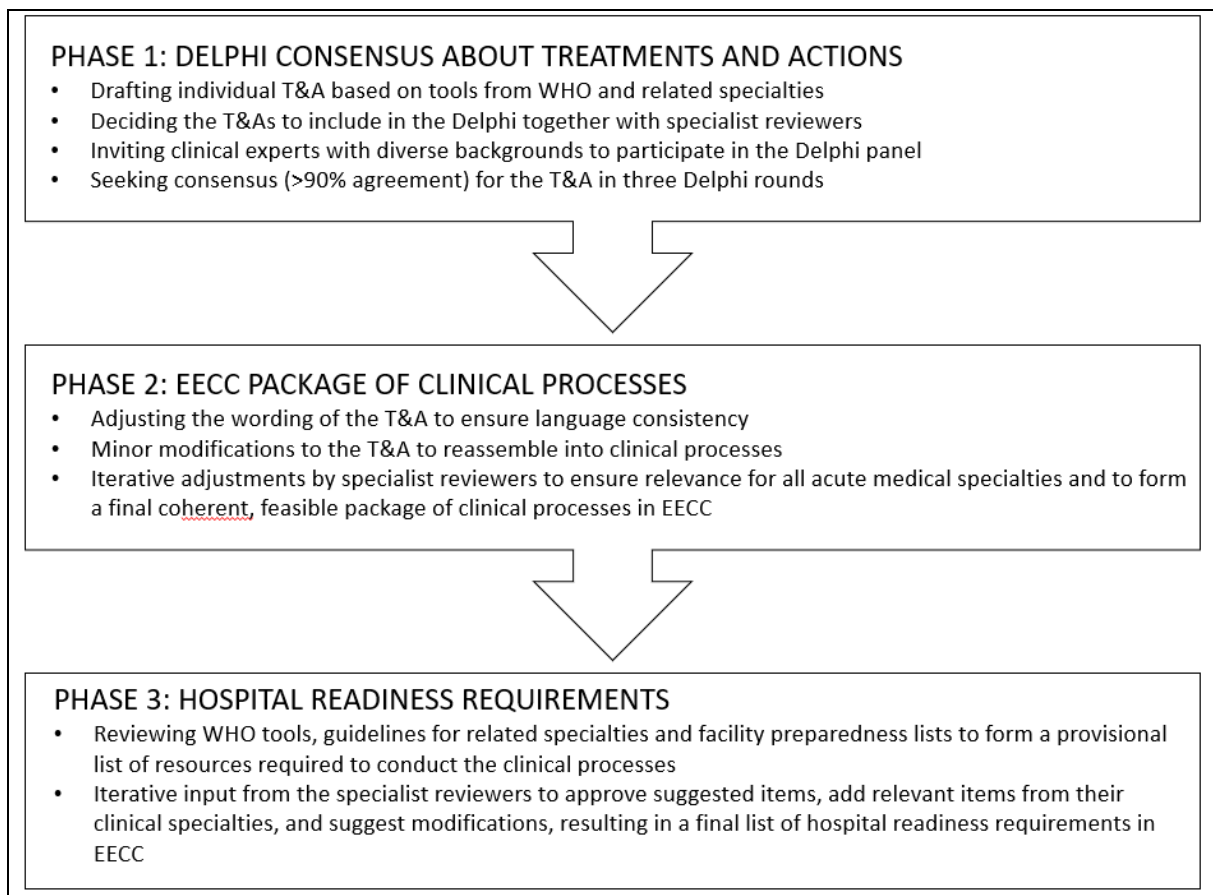 PHASE 1: DELPHI CONSENSUS ABOUT TREATMENTS AND ACTIONS
• Drafting individual T&A based on tools from WHO and related specialties
• Deciding the T&As to include in the Delphi together with specialist reviewers
• Inviting clinical experts with diverse backgrounds to participate in the Delphi panel
• Seeking consensus (>90% agreement) for the T&A in three Delphi rounds
PHASE 2: EECC PACKAGE OF CLINICAL PROCESSES
• Adjusting the wording of the T&A to ensure language consistency
• Minor modifications to the T&A to reassemble into clinical processes
• Iterative adjustments by specialist reviewers to ensure relevance for all acute medical specialties and to form
a final coherent, feasible package of clinical processes in EECC
PHASE 3: HOSPITAL READINESS REQUIREMENTS
• Reviewing WHO tools, guidelines for related specialties and facility preparedness lists to form a provisional
list of resources required to conduct the clinical processes
• Iterative input from the specialist reviewers to approve suggested items, add relevant items from their
clinical specialties, and suggest modifications, resulting in a final list of hospital readiness requirements in
EECC